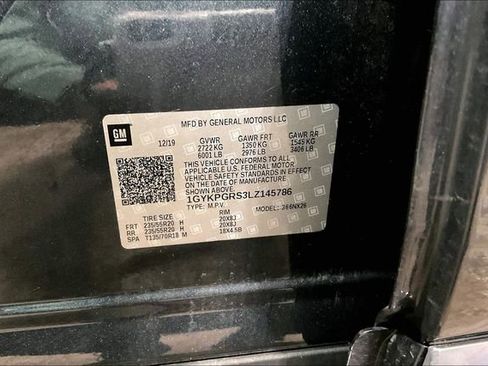 GM
MFD BY GENERAL MOTORS LLC
12/19 GVWR GAWR FRT GAWR RR
2722 KG 1350 KG 1545 KG
6001 LB 2976 LB 3406 LB
THIS VEHICLE CONFORMS TO ALL
APPLICABLE U.S. FEDERAL MOTOR
VEHICLE SAFETY STANDARDS IN EFFECT ON
THE DATE OF MANUFACTURE
1GYKPGRS3LZ145786
TYPE: M.P.V. MODEL: 366NX26
TIRE SIZE RIM
FRT 235/55R20 H 20X8J
RR 235/55R20 H 20X8J
SPA T135/70R18 M 18X4.5B